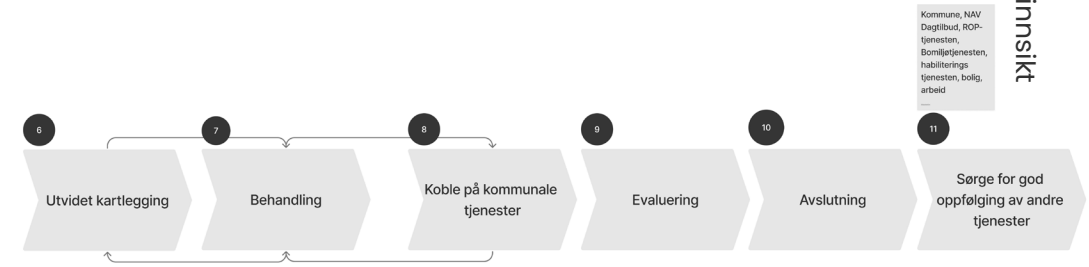 innsikt
Kommune, NAV
Dagtilbud, ROP-
tjenesten,
Bomiljøtjenesten,
habiliterings
tjenesten, bolig,
arbeid
6
7
8
9
10
11
Utvidet kartlegging
Behandling
Koble på kommunale
tjenester
Evaluering
Avslutning
Sørge for god
oppfølging av andre
tjenester